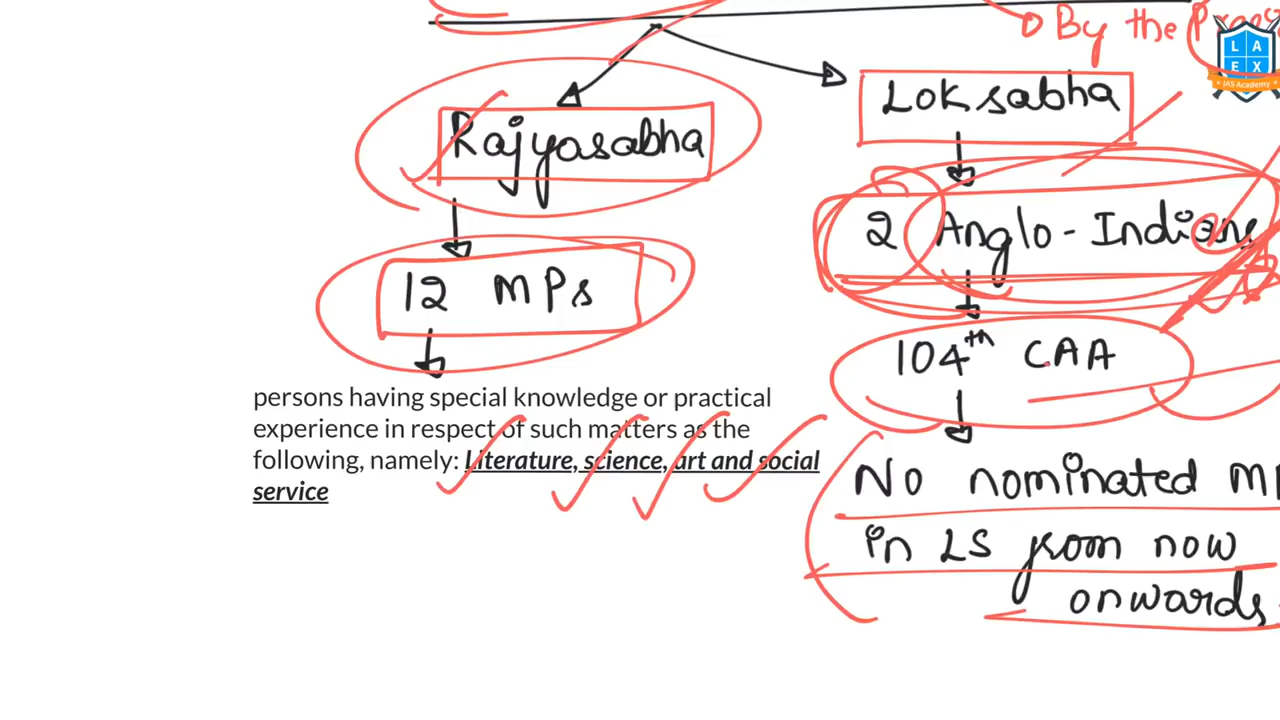 By the
LA
EX
IAS Academy
Rajyasabha
Loksabha
12 MPs
2 Anglo-Indians
104th CAA
persons having special knowledge or practical
experience in respect of such matters as the
following, namely: Literature, science, art and social
service
No nominated
in LS from now
onwards